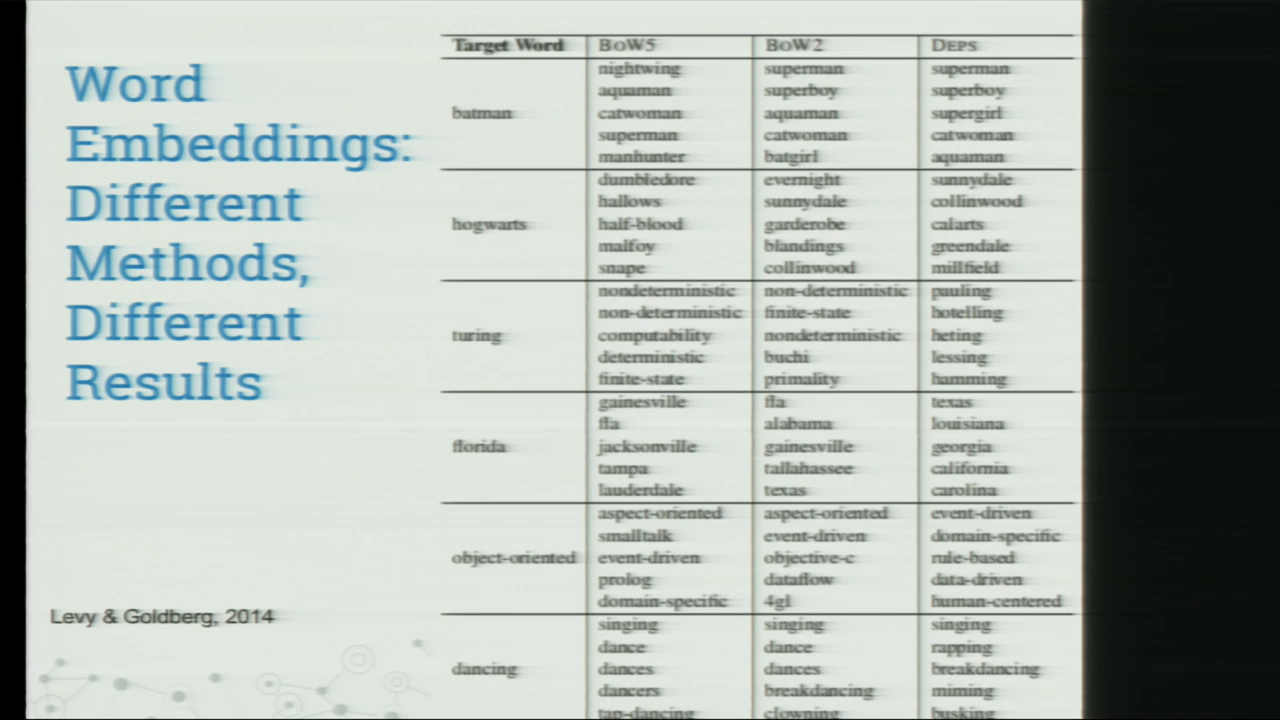 Word
Embeddings:
Different
Methods,
Different
Results
Levy & Goldberg, 2014
Target Word BOW5 BOW2 DEPS
nightwing superman superman
aquaman superboy superboy
batman catwoman aquaman supergirl
superman catwoman catwoman
manhunter batgirl aquaman
dumbledore evernight sunnydale
hallows sunnydale collinwood
hogwarts half-blood garderobe calarts
malfoy blandings greendale
snape collinwood millfield
nondeterministic non-deterministic pauling
non-deterministic finite-state hotelling
turing computability nondeterministic heting
deterministic buchi lessing
finite-state primality hamming
gainesville fla texas
fla alabama louisiana
florida jacksonville gainesville georgia
tampa tallahassee california
lauderdale texas carolina
aspect-oriented aspect-oriented event-driven
smalltalk event-driven domain-specific
object-oriented event-driven objective-c rule-based
prolog dataflow data-driven
domain-specific 4gl human-centered
singing singing singing
dance dance rapping
dancing dances dances breakdancing
dancers breakdancing miming
tap-dancing clowning busking